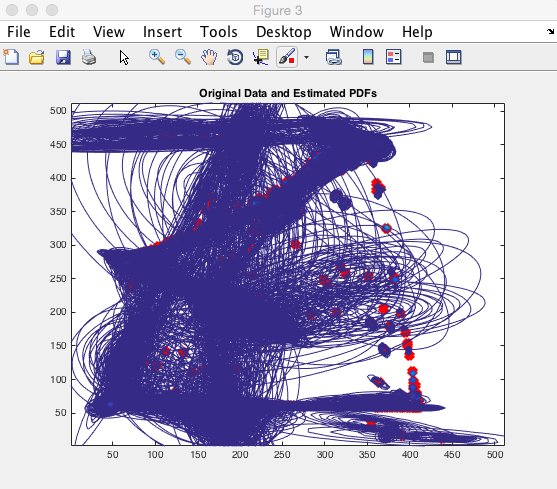 Figure 3
File Edit View Insert Tools Desktop Window Help
Original Data and Estimated PDFs
500
450
400
350
300
250
200
150
100
50
50 100 150 200 250 300 350 400 450 500